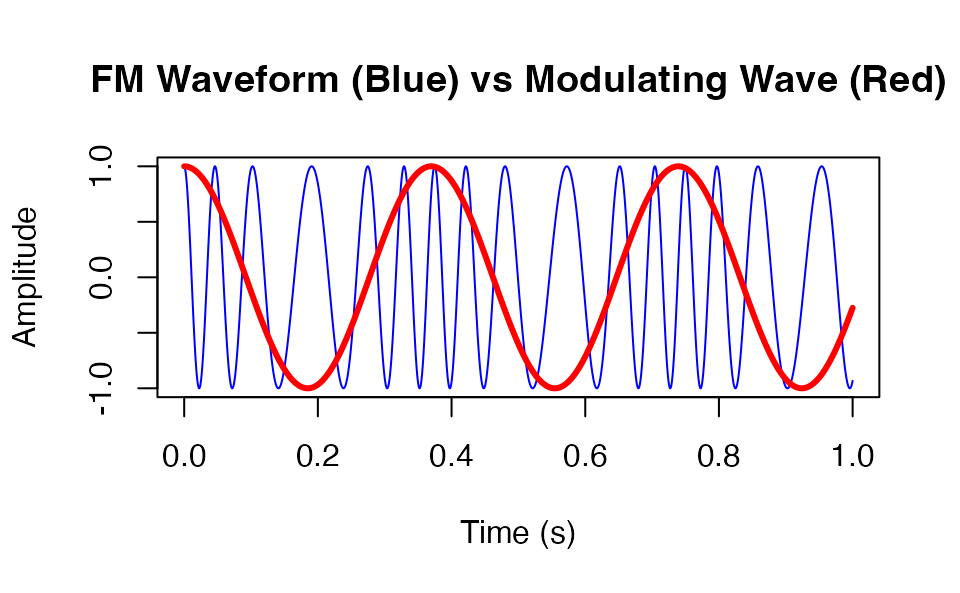 FM Waveform (Blue) vs Modulating Wave (Red)
Amplitude
1.0
0.0
-1.0
0.0 0.2 0.4 0.6 0.8 1.0
Time (s)